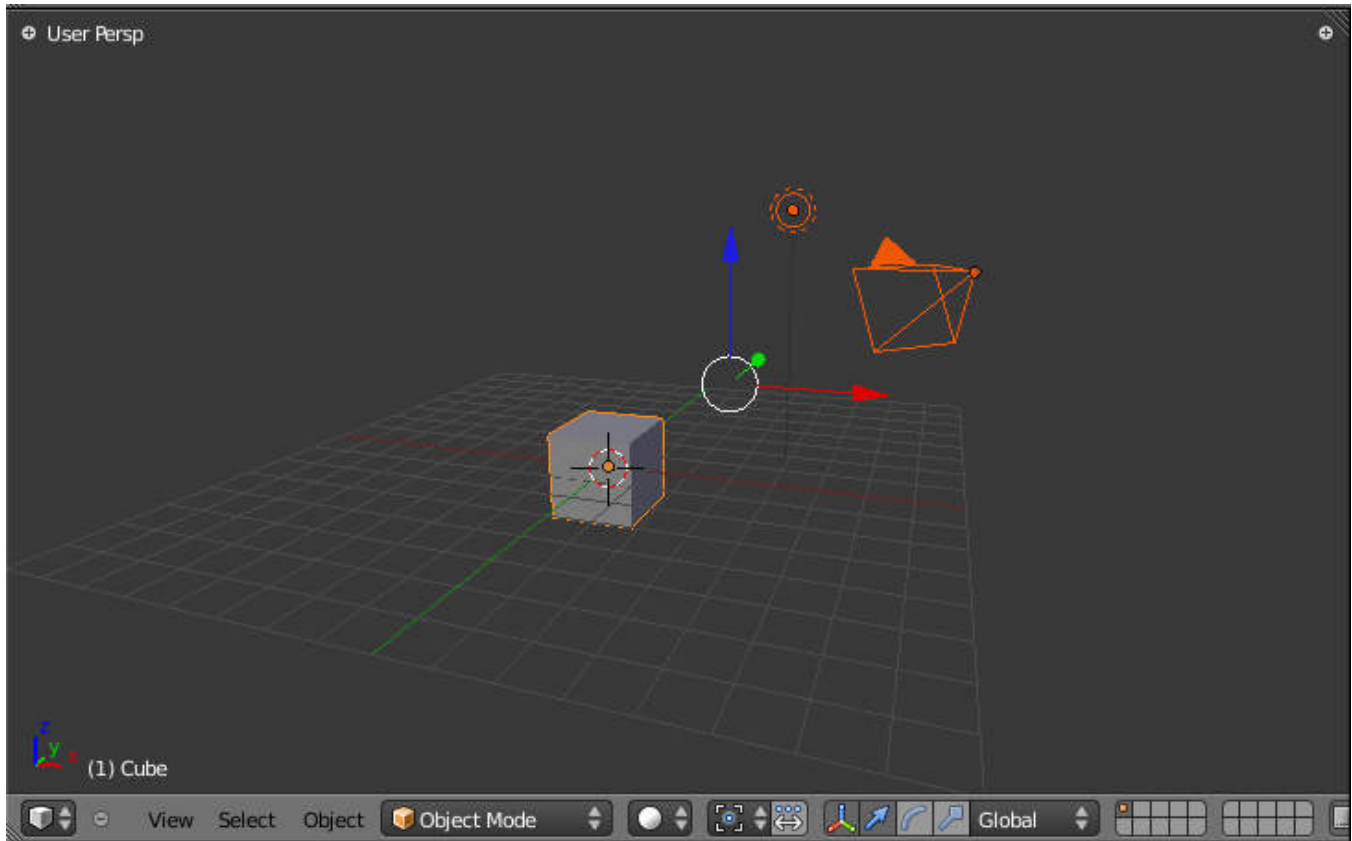 User Persp
z
y
x
(1) Cube
View Select Object Object Mode Global